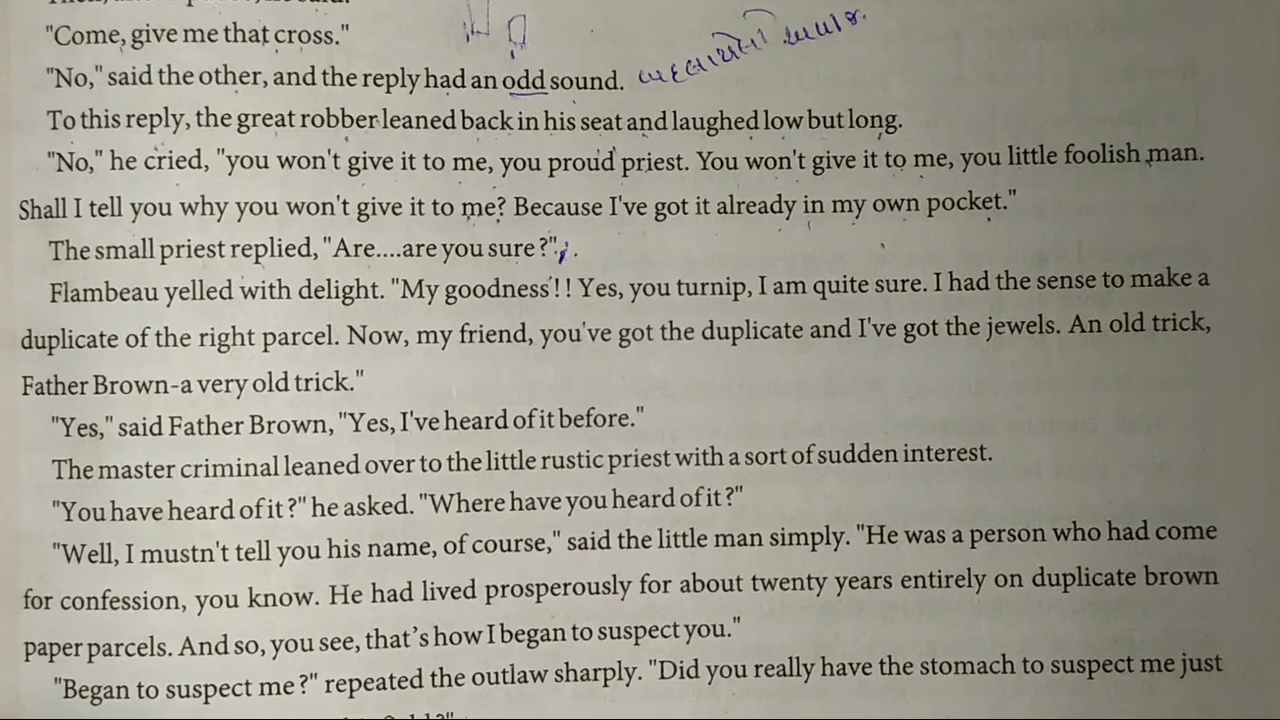 "Come, give me that cross."
"No," said the other, and the reply had an odd sound.
To this reply, the great robber leaned back in his seat and laughed low but long.
"No," he cried, "you won't give it to me, you proud priest. You won't give it to me, you little foolish man.
Shall I tell you why you won't give it to me? Because I've got it already in my own pocket."
The small priest replied, "Are....are you sure?"
Flambeau yelled with delight. "My goodness!! Yes, you turnip, I am quite sure. I had the sense to make a
duplicate of the right parcel. Now, my friend, you've got the duplicate and I've got the jewels. An old trick,
Father Brown-a very old trick."
"Yes," said Father Brown, "Yes, I've heard of it before."
The master criminal leaned over to the little rustic priest with a sort of sudden interest.
"You have heard of it?" he asked. "Where have you heard of it?"
"Well, I mustn't tell you his name, of course," said the little man simply. "He was a person who had come
for confession, you know. He had lived prosperously for about twenty years entirely on duplicate brown
paper parcels. And so, you see, that's how I began to suspect you."
"Began to suspect me?" repeated the outlaw sharply. "Did you really have the stomach to suspect me just